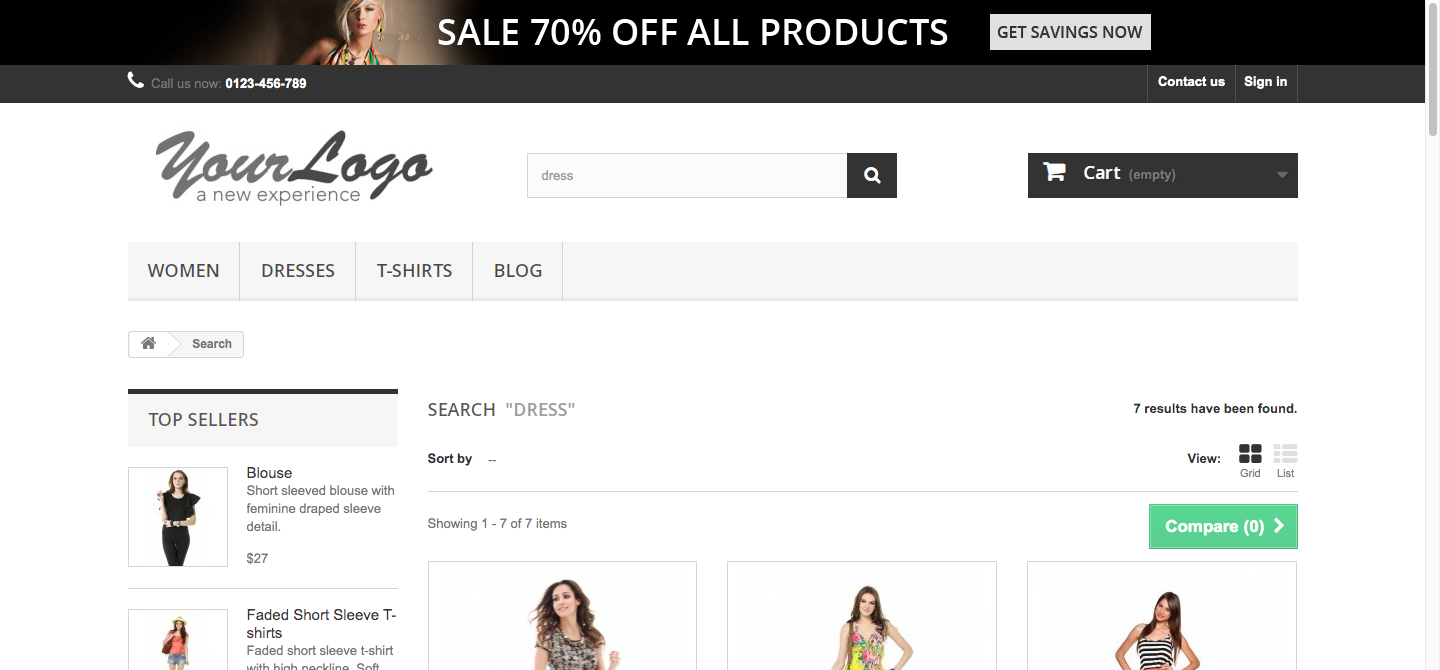 SALE 70% OFF ALL PRODUCTS
GET SAVINGS NOW
Call us now: 0123-456-789
Contact us
Sign in
YourLogo
a new experience
dress
Cart (empty)
WOMEN
DRESSES
T-SHIRTS
BLOG
Search
TOP SELLERS
Blouse
Short sleeved blouse with
feminine draped sleeve
detail.
$27
Faded Short Sleeve T-
shirts
Faded short sleeve t-shirt
with high neckline. Soft
SEARCH "DRESS"
7 results have been found.
Sort by --
View:
Grid
List
Showing 1 - 7 of 7 items
Compare (0)